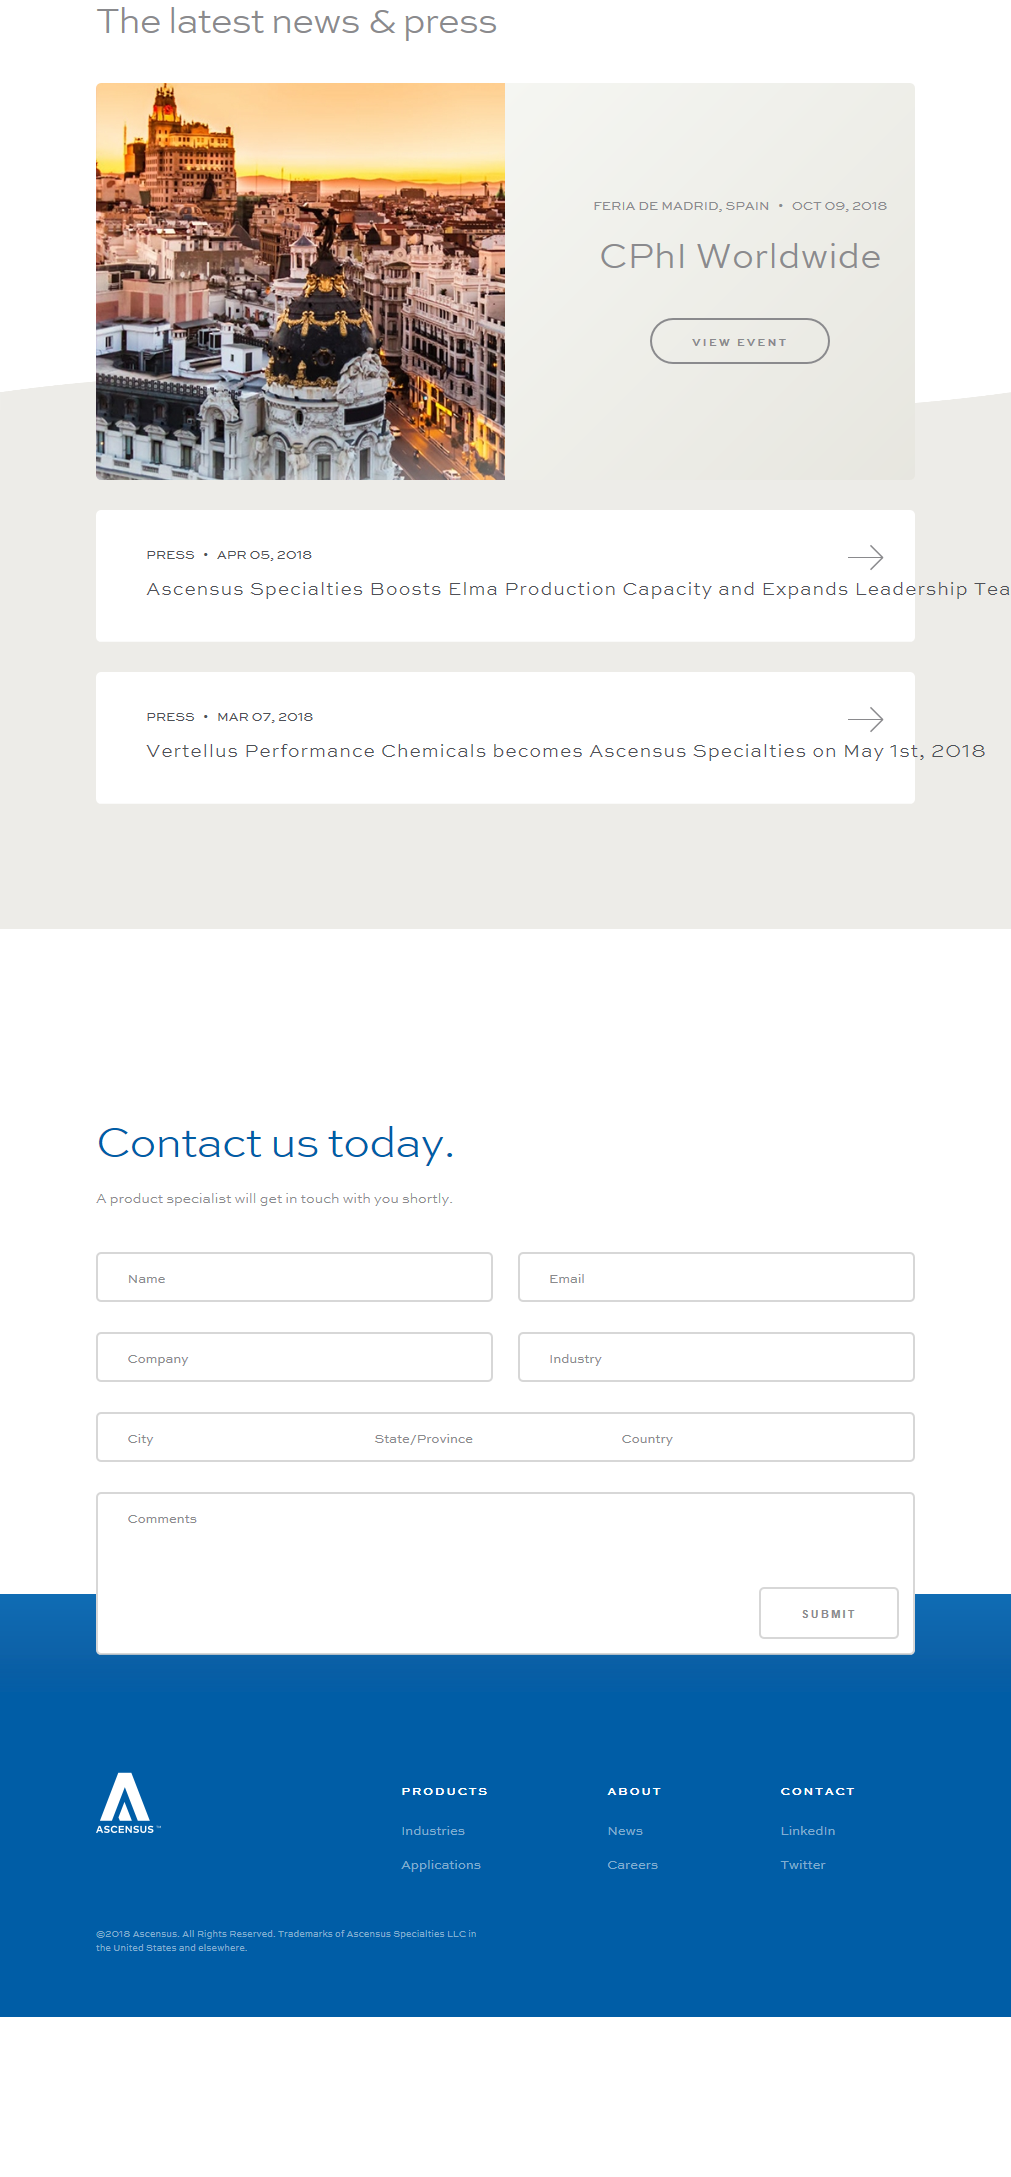 The latest news & press
FERIA DE MADRID, SPAIN • OCT 09, 2018
CPhI Worldwide
VIEW EVENT
PRESS • APR 05, 2018
Ascensus Specialties Boosts Elma Production Capacity and Expands Leadership Tea
PRESS • MAR 07, 2018
Vertellus Performance Chemicals becomes Ascensus Specialties on May 1st, 2018
Contact us today.
A product specialist will get in touch with you shortly.
Name
Email
Company
Industry
City
State/Province
Country
Comments
SUBMIT
ASCENSUS™
PRODUCTS
Industries
Applications
ABOUT
News
Careers
CONTACT
LinkedIn
Twitter
©2018 Ascensus. All Rights Reserved. Trademarks of Ascensus Specialties LLC in
the United States and elsewhere.